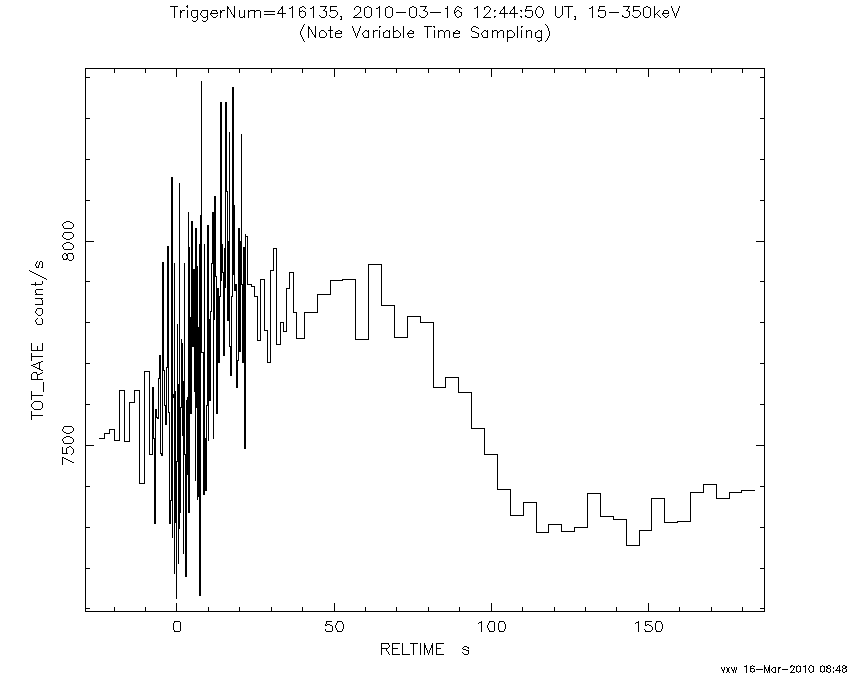 TriggerNum=416135, 2010-03-16 12:44:50 UT, 15-350keV
(Note Variable Time Sampling)
8000
7500
TOT_RATE count/s
0 50 100 150
RELTIME s
vxw 16-Mar-2010 08:48